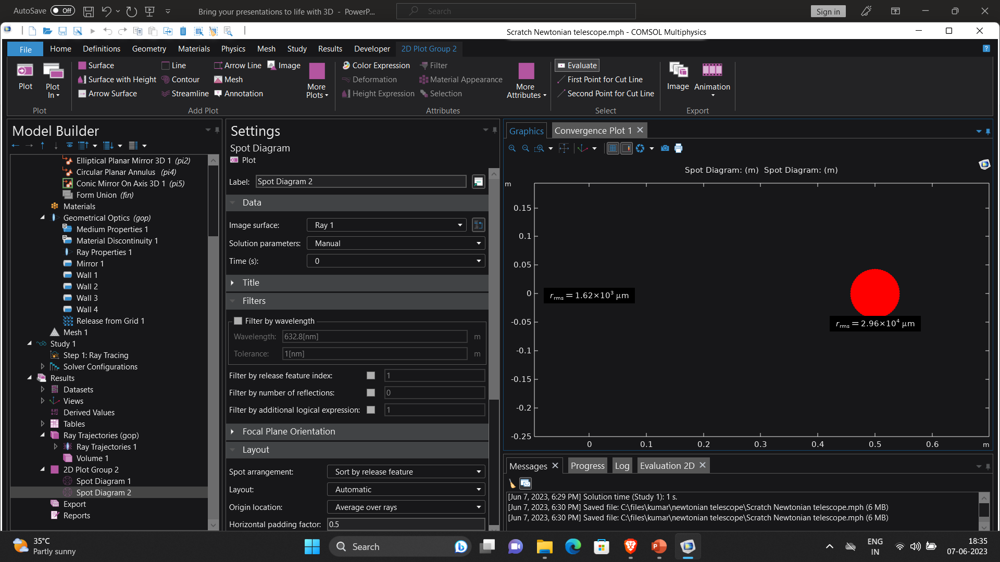 AutoSave Off
Bring your presentations to life with 3D - PowerP...
Search
Sign in
Scratch Newtonian telescope.mph - COMSOL Multiphysics
File Home Definitions Geometry Materials Physics Mesh Study Results Developer 2D Plot Group 2
?
Plot
Plot In
Plot
Surface
Surface with Height
Arrow Surface
Line
Contour
Streamline
Arrow Line
Mesh
Annotation
Image
More Plots
Add Plot
Color Expression
Deformation
Height Expression
Filter
Material Appearance
Selection
More Attributes
Attributes
Evaluate
First Point for Cut Line
Second Point for Cut Line
Select
Image
Animation
Export
Model Builder
Elliptical Planar Mirror 3D 1 (pi2)
Circular Planar Annulus (pi4)
Conic Mirror On Axis 3D 1 (pi5)
Form Union (fin)
Materials
Geometrical Optics (gop)
Medium Properties 1
Material Discontinuity 1
Ray Properties 1
Mirror 1
Wall 1
Wall 2
Wall 3
Wall 4
Release from Grid 1
Mesh 1
Study 1
Step 1: Ray Tracing
Solver Configurations
Results
Datasets
Views
Derived Values
Tables
Ray Trajectories (gop)
Ray Trajectories 1
Volume 1
2D Plot Group 2
Spot Diagram 1
Spot Diagram 2
Export
Reports
Settings
Spot Diagram
Plot
Label: Spot Diagram 2
Data
Image surface: Ray 1
Solution parameters: Manual
Time (s): 0
Title
Filters
Filter by wavelength
Wavelength: 632.8[nm] m
Tolerance: 1[nm] m
Filter by release feature index: 1
Filter by number of reflections: 0
Filter by additional logical expression: 1
Focal Plane Orientation
Layout
Spot arrangement: Sort by release feature
Layout: Automatic
Origin location: Average over rays
Horizontal padding factor: 0.5
Graphics Convergence Plot 1
Spot Diagram: (m) Spot Diagram: (m)
m
0.15
0.1
0.05
0
-0.05
-0.1
-0.15
-0.2
-0.25
r_rms = 1.62×10³ µm
r_rms = 2.96×10⁴ µm
0 0.1 0.2 0.3 0.4 0.5 0.6 m
Messages Progress Log Evaluation 2D
[Jun 7, 2023, 6:29 PM] Solution time (Study 1): 1 s.
[Jun 7, 2023, 6:30 PM] Saved file: C:\files\kumar\newtonian telescope\Scratch Newtonian telescope.mph (6 MB)
[Jun 7, 2023, 6:30 PM] Saved file: C:\files\kumar\newtonian telescope\Scratch Newtonian telescope.mph (6 MB)
35°C
Partly sunny
Search
ENG
IN
18:35
07-06-2023